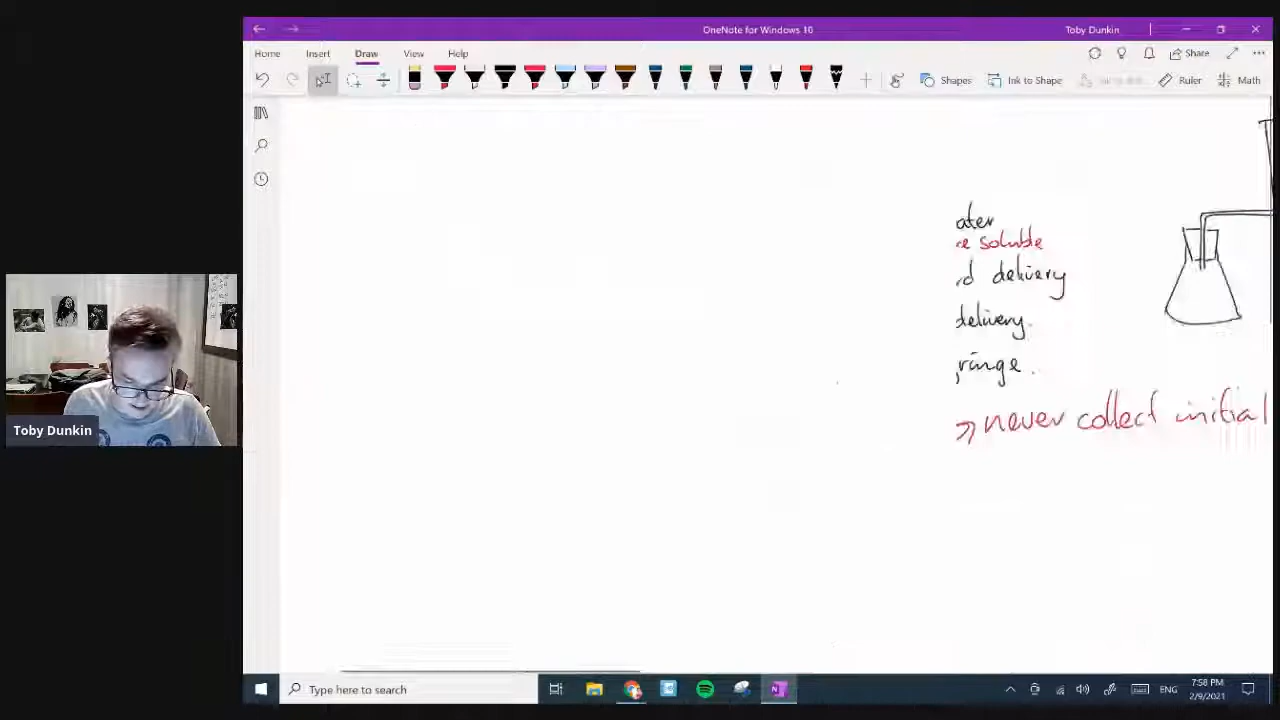 OneNote for Windows 10
Toby Dunkin
Home Insert Draw View Help
Share
Shapes Ink to Shape Ruler Math
ater
e soluble
d delivery
delivery.
ringe.
never collect initial
Toby Dunkin
Type here to search
ENG
7:58 PM
2/9/2021